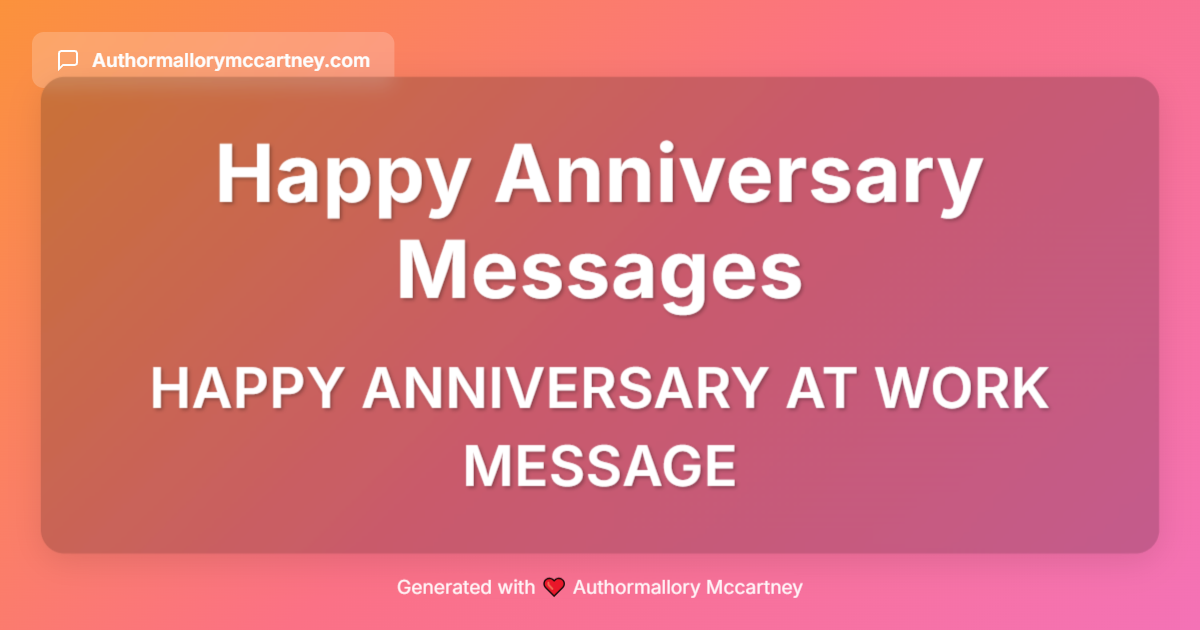 Authormallorymccartney.com
Happy Anniversary
Messages
HAPPY ANNIVERSARY AT WORK
MESSAGE
Generated with ❤️ Authormallory Mccartney